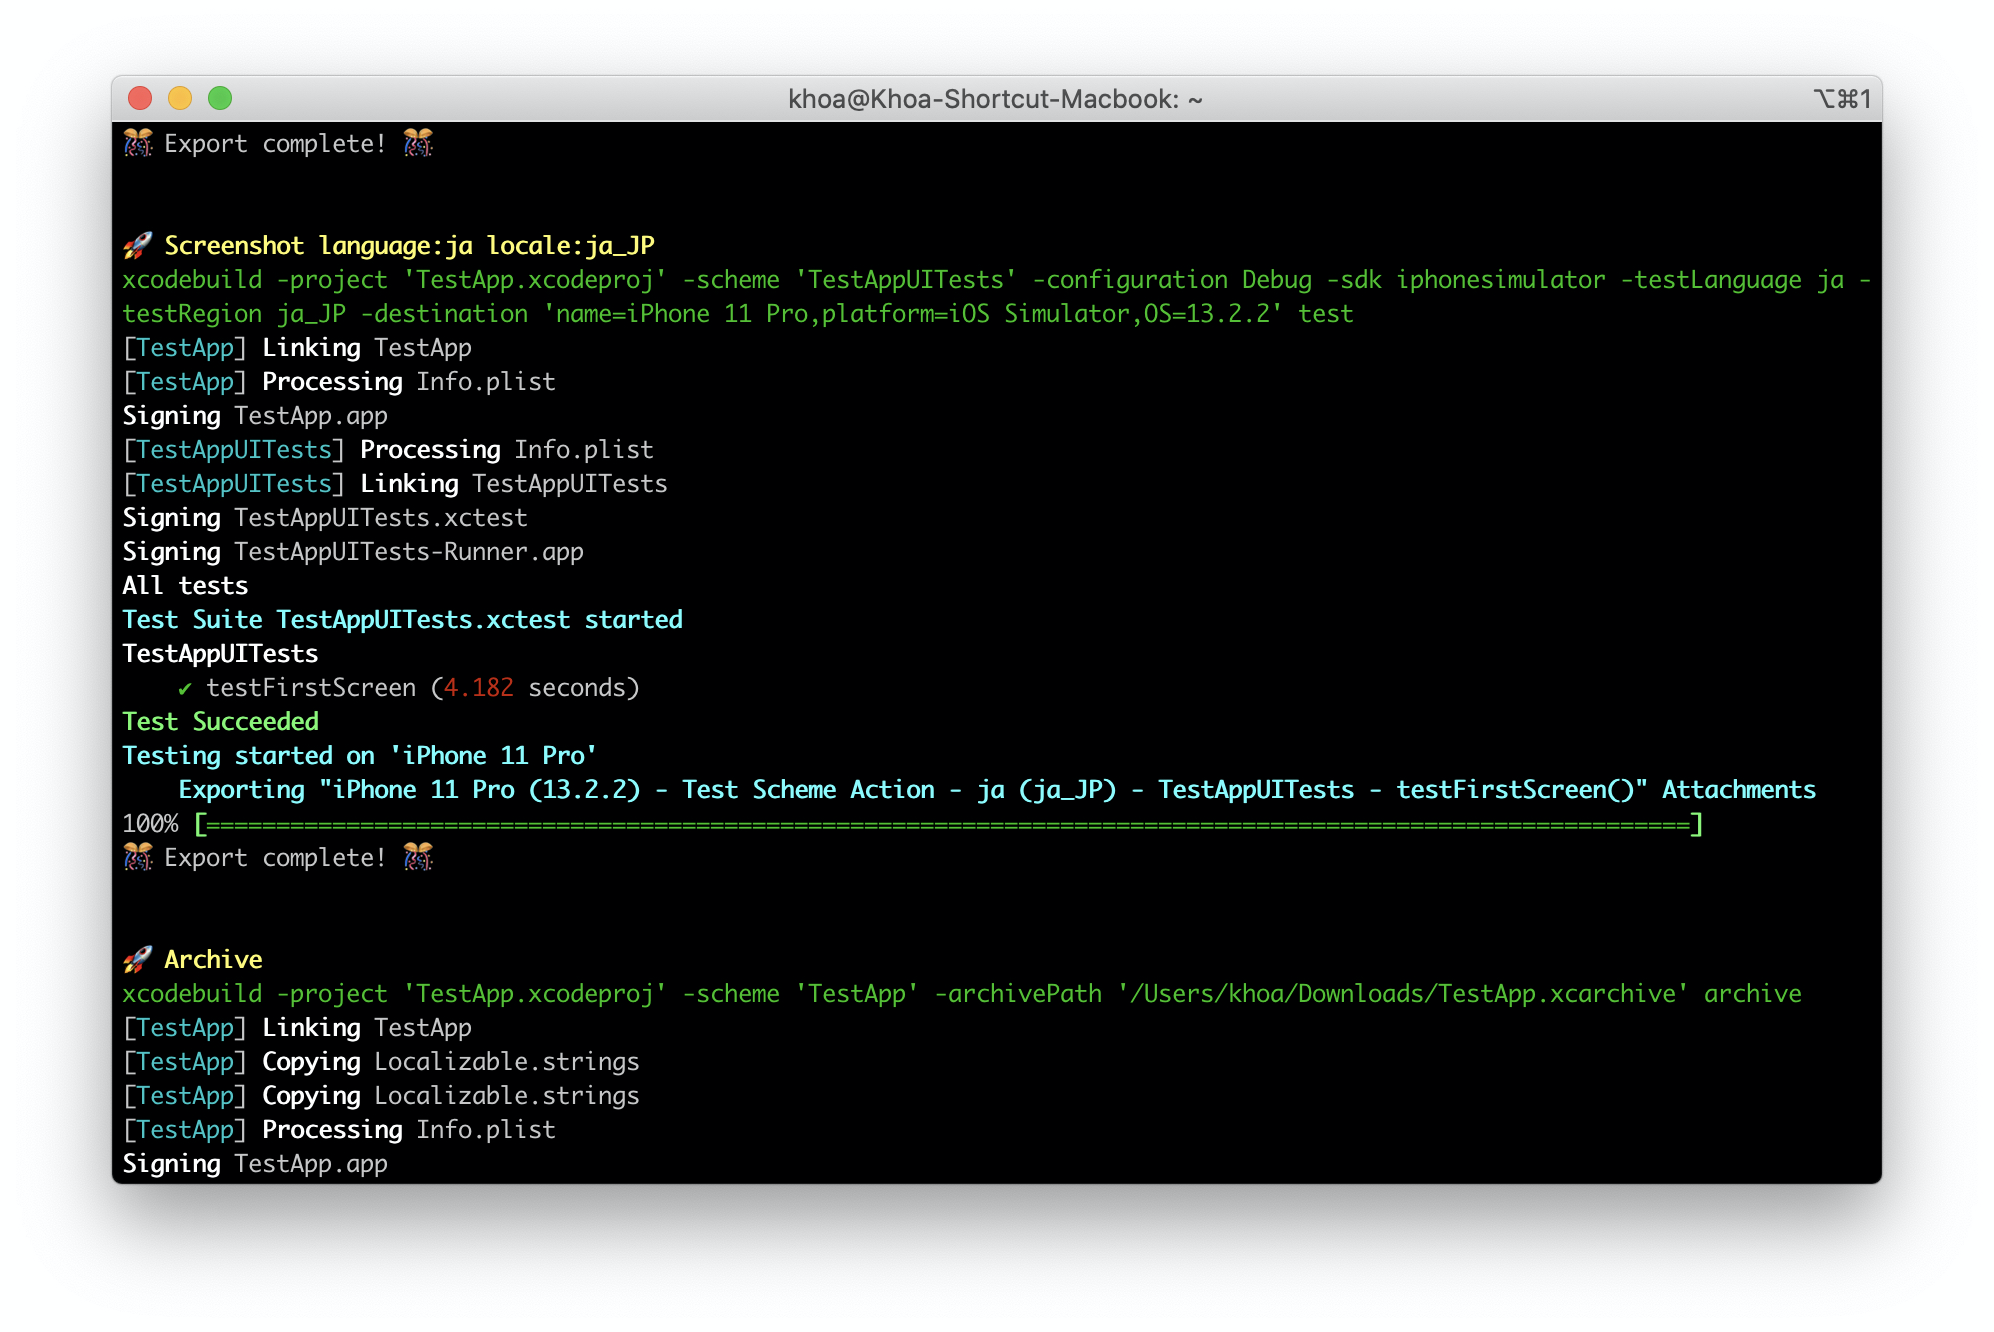 khoa@Khoa-Shortcut-Macbook: ~
⌥⌘1
🎊 Export complete! 🎊
🚀 Screenshot language:ja locale:ja_JP
xcodebuild -project 'TestApp.xcodeproj' -scheme 'TestAppUITests' -configuration Debug -sdk iphonesimulator -testLanguage ja -
testRegion ja_JP -destination 'name=iPhone 11 Pro,platform=iOS Simulator,OS=13.2.2' test
[TestApp] Linking TestApp
[TestApp] Processing Info.plist
Signing TestApp.app
[TestAppUITests] Processing Info.plist
[TestAppUITests] Linking TestAppUITests
Signing TestAppUITests.xctest
Signing TestAppUITests-Runner.app
All tests
Test Suite TestAppUITests.xctest started
TestAppUITests
✔ testFirstScreen (4.182 seconds)
Test Succeeded
Testing started on 'iPhone 11 Pro'
Exporting "iPhone 11 Pro (13.2.2) - Test Scheme Action - ja (ja_JP) - TestAppUITests - testFirstScreen()" Attachments
100% [==========================================================================================================]
🎊 Export complete! 🎊
🚀 Archive
xcodebuild -project 'TestApp.xcodeproj' -scheme 'TestApp' -archivePath '/Users/khoa/Downloads/TestApp.xcarchive' archive
[TestApp] Linking TestApp
[TestApp] Copying Localizable.strings
[TestApp] Copying Localizable.strings
[TestApp] Processing Info.plist
Signing TestApp.app